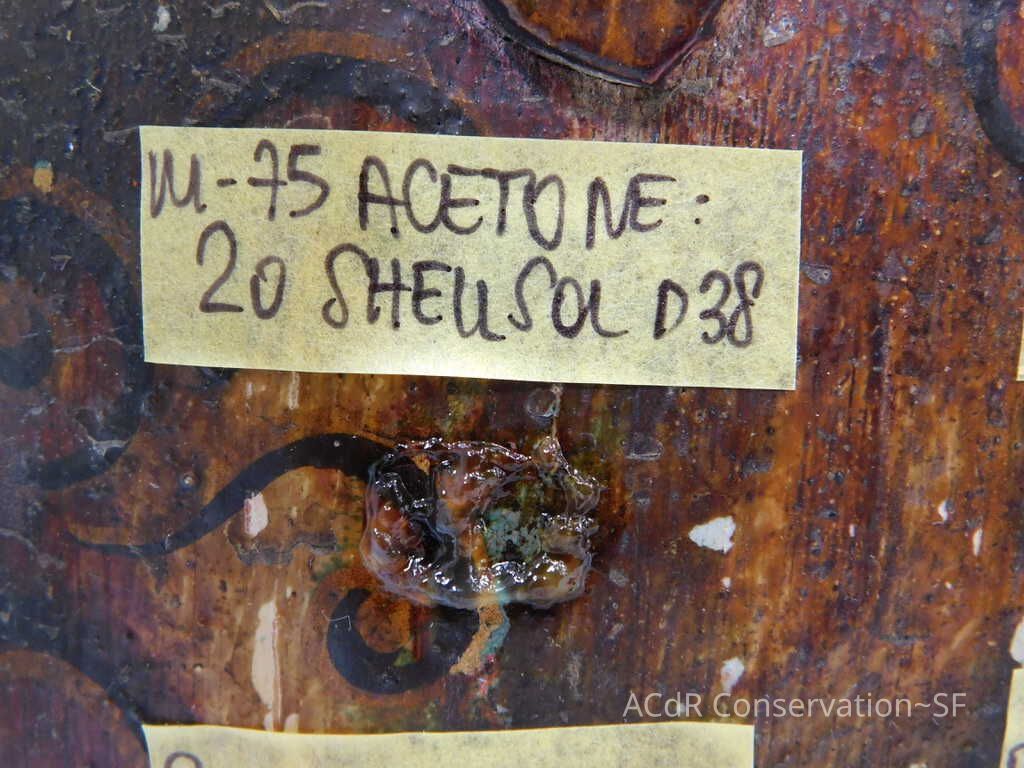 M-75 ACETONE:
20 SHELLSOL D38
ACdR Conservation~SF